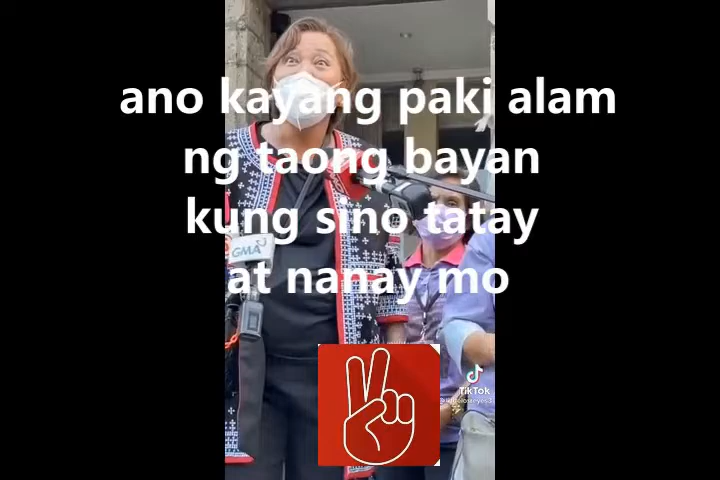 ano kayang paki alam
ng taong bayan
kung sino tatay
at nanay mo
GMA
TikTok